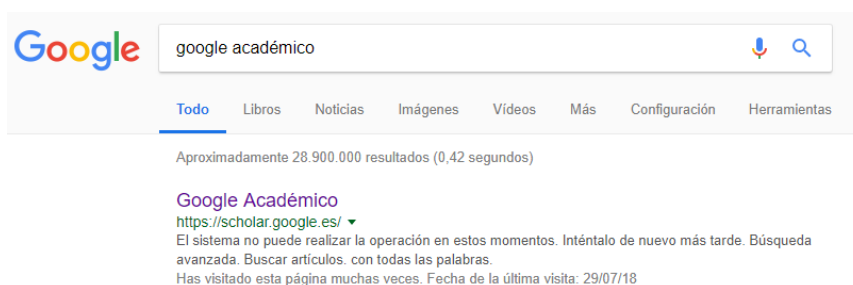 Google google académico
Todo Libros Noticias Imágenes Vídeos Más Configuración Herramientas
Aproximadamente 28.900.000 resultados (0,42 segundos)
Google Académico
https://scholar.google.es/
El sistema no puede realizar la operación en estos momentos. Inténtalo de nuevo más tarde. Búsqueda
avanzada. Buscar artículos. con todas las palabras.
Has visitado esta página muchas veces. Fecha de la última visita: 29/07/18